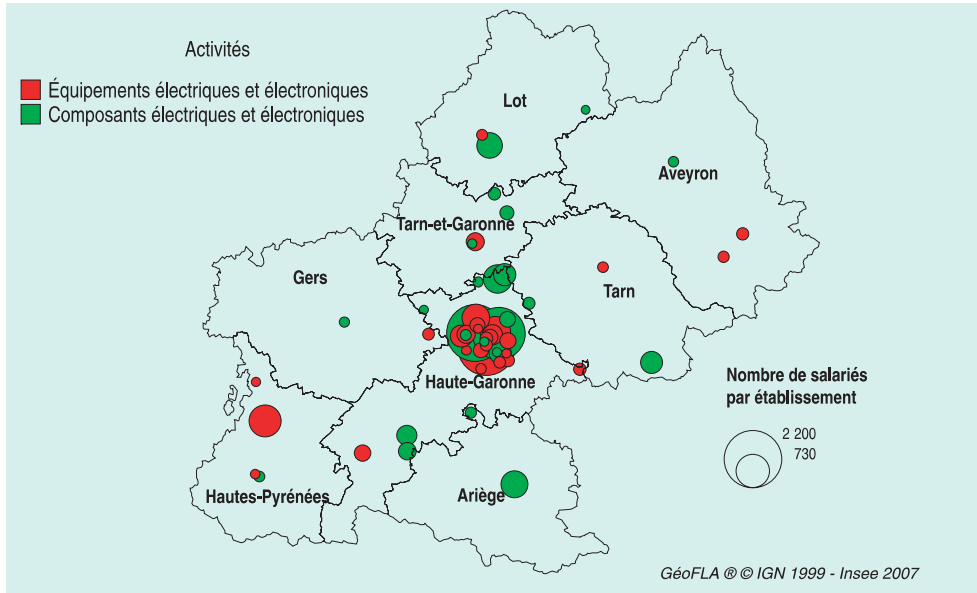 Activités
Équipements électriques et électroniques
Composants électriques et électroniques
Lot
Aveyron
Tarn-et-Garonne
Gers
Tarn
Haute-Garonne
Nombre de salariés
par établissement
2 200
730
Hautes-Pyrénées
Ariège
GéoFLA ® © IGN 1999 - Insee 2007